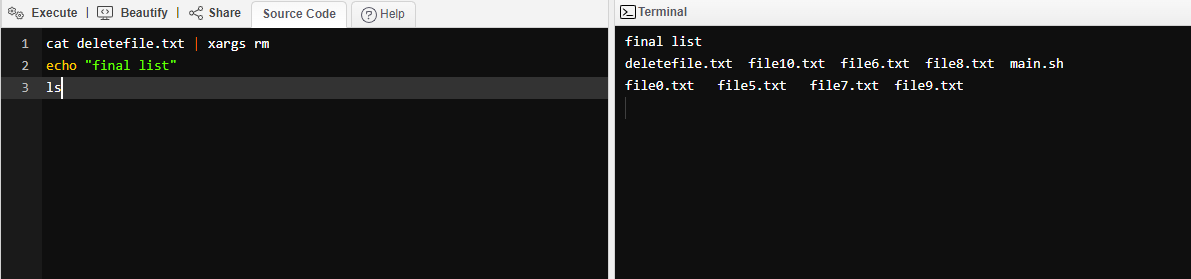 Execute | Beautify | Share Source Code Help
1 cat deletefile.txt | xargs rm
2 echo "final list"
3 ls
Terminal
final list
deletefile.txt file10.txt file6.txt file8.txt main.sh
file0.txt file5.txt file7.txt file9.txt